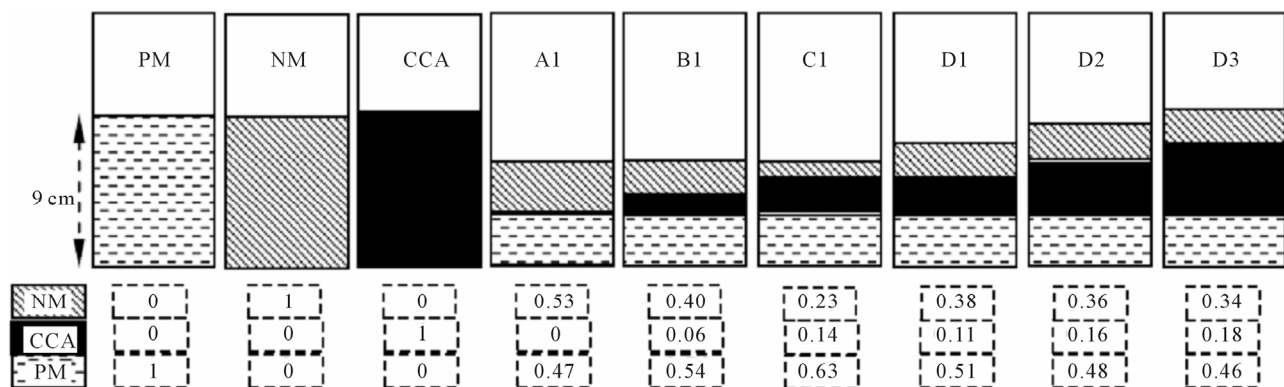 PM NM CCA A1 B1 C1 D1 D2 D3
9 cm
NM 0 1 0 0.53 0.40 0.23 0.38 0.36 0.34
CCA 0 0 1 0 0.06 0.14 0.11 0.16 0.18
PM 1 0 0 0.47 0.54 0.63 0.51 0.48 0.46